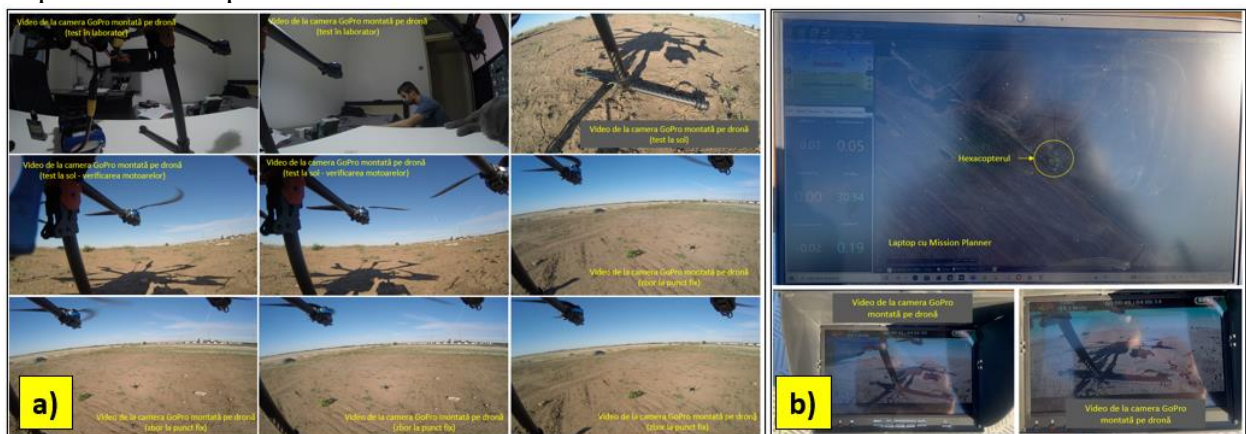 Video de la camera GoPro montată pe dronă
(test în laborator)
Video de la camera GoPro montată pe dronă
(test în laborator)
Video de la camera GoPro montată pe dronă
(test la sol)
Video de la camera GoPro montată pe dronă
(test la sol - verificarea motoarelor)
Video de la camera GoPro montată pe dronă
(test la sol - verificarea motoarelor)
Video de la camera GoPro montată pe dronă
(zbor la punct fix)
Video de la camera GoPro montată pe dronă
(zbor la punct fix)
Video de la camera GoPro montată pe dronă
(zbor la punct fix)
Video de la camera GoPro montată pe dronă
(zbor la punct fix)
a)
Hexacopterul
0.05
0.00
30.34
-0.02
0.19
Laptop cu Mission Planner
Video de la camera GoPro
montată pe dronă
Video de la camera GoPro
montată pe dronă
b)